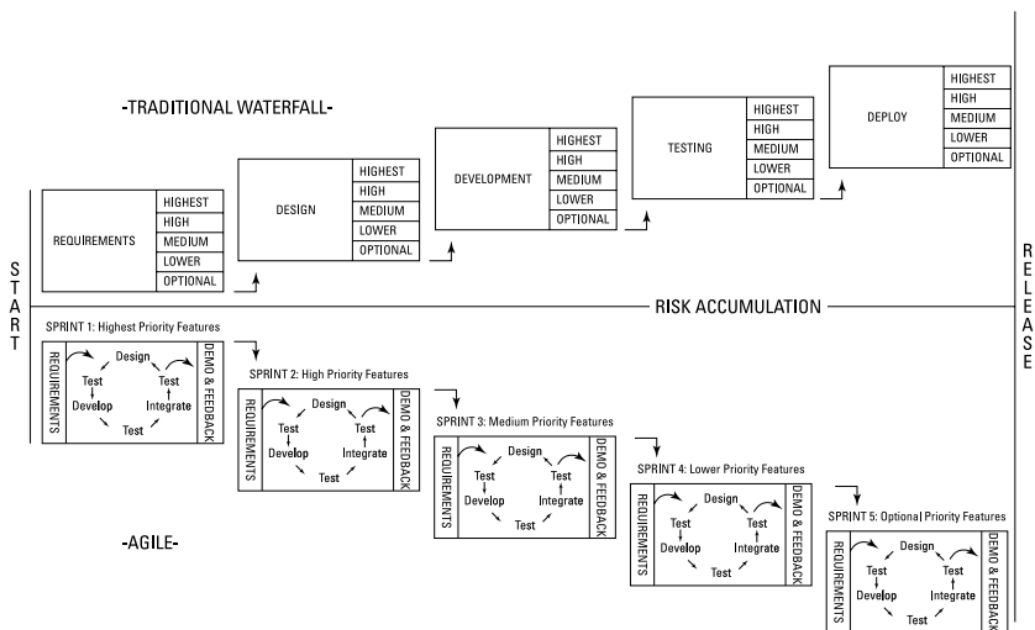 -TRADITIONAL WATERFALL-
REQUIREMENTS
HIGHEST
HIGH
MEDIUM
LOWER
OPTIONAL
DESIGN
HIGHEST
HIGH
MEDIUM
LOWER
OPTIONAL
DEVELOPMENT
HIGHEST
HIGH
MEDIUM
LOWER
OPTIONAL
TESTING
HIGHEST
HIGH
MEDIUM
LOWER
OPTIONAL
DEPLOY
HIGHEST
HIGH
MEDIUM
LOWER
OPTIONAL
START
RISK ACCUMULATION
RELEASE
SPRINT 1: Highest Priority Features
REQUIREMENTS
Design
Test
Develop
Test
Integrate
Test
DEMO & FEEDBACK
SPRINT 2: High Priority Features
REQUIREMENTS
Design
Test
Develop
Test
Integrate
Test
DEMO & FEEDBACK
SPRINT 3: Medium Priority Features
REQUIREMENTS
Design
Test
Develop
Test
Integrate
Test
DEMO & FEEDBACK
SPRINT 4: Lower Priority Features
REQUIREMENTS
Design
Test
Develop
Test
Integrate
Test
DEMO & FEEDBACK
SPRINT 5: Optional Priority Features
REQUIREMENTS
Design
Test
Develop
Test
Integrate
Test
DEMO & FEEDBACK
-AGILE-